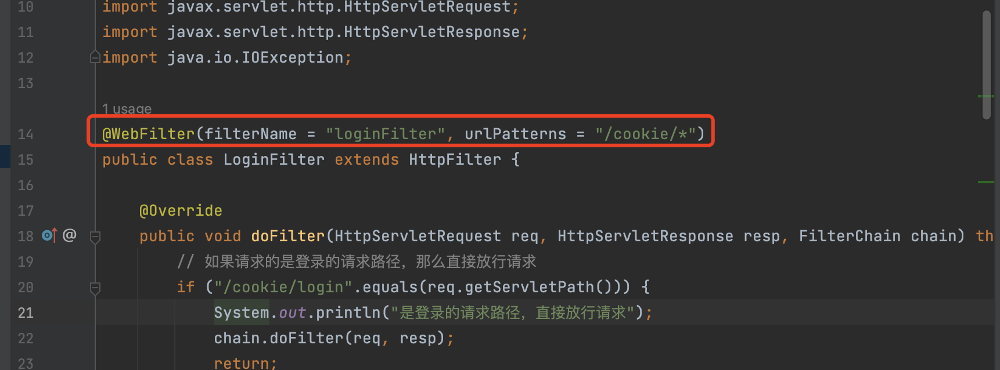 10 import javax.servlet.http.HttpServletRequest;
11 import javax.servlet.http.HttpServletResponse;
12 import java.io.IOException;
13
1 usage
14 @WebFilter(filterName = "loginFilter", urlPatterns = "/cookie/*")
15 public class LoginFilter extends HttpFilter {
16
17 @Override
18 @ public void doFilter(HttpServletRequest req, HttpServletResponse resp, FilterChain chain) th
19 // 如果请求的是登录的请求路径，那么直接放行请求
20 if ("/cookie/login".equals(req.getServletPath())) {
21 System.out.println("是登录的请求路径，直接放行请求");
22 chain.doFilter(req, resp);
23 return;